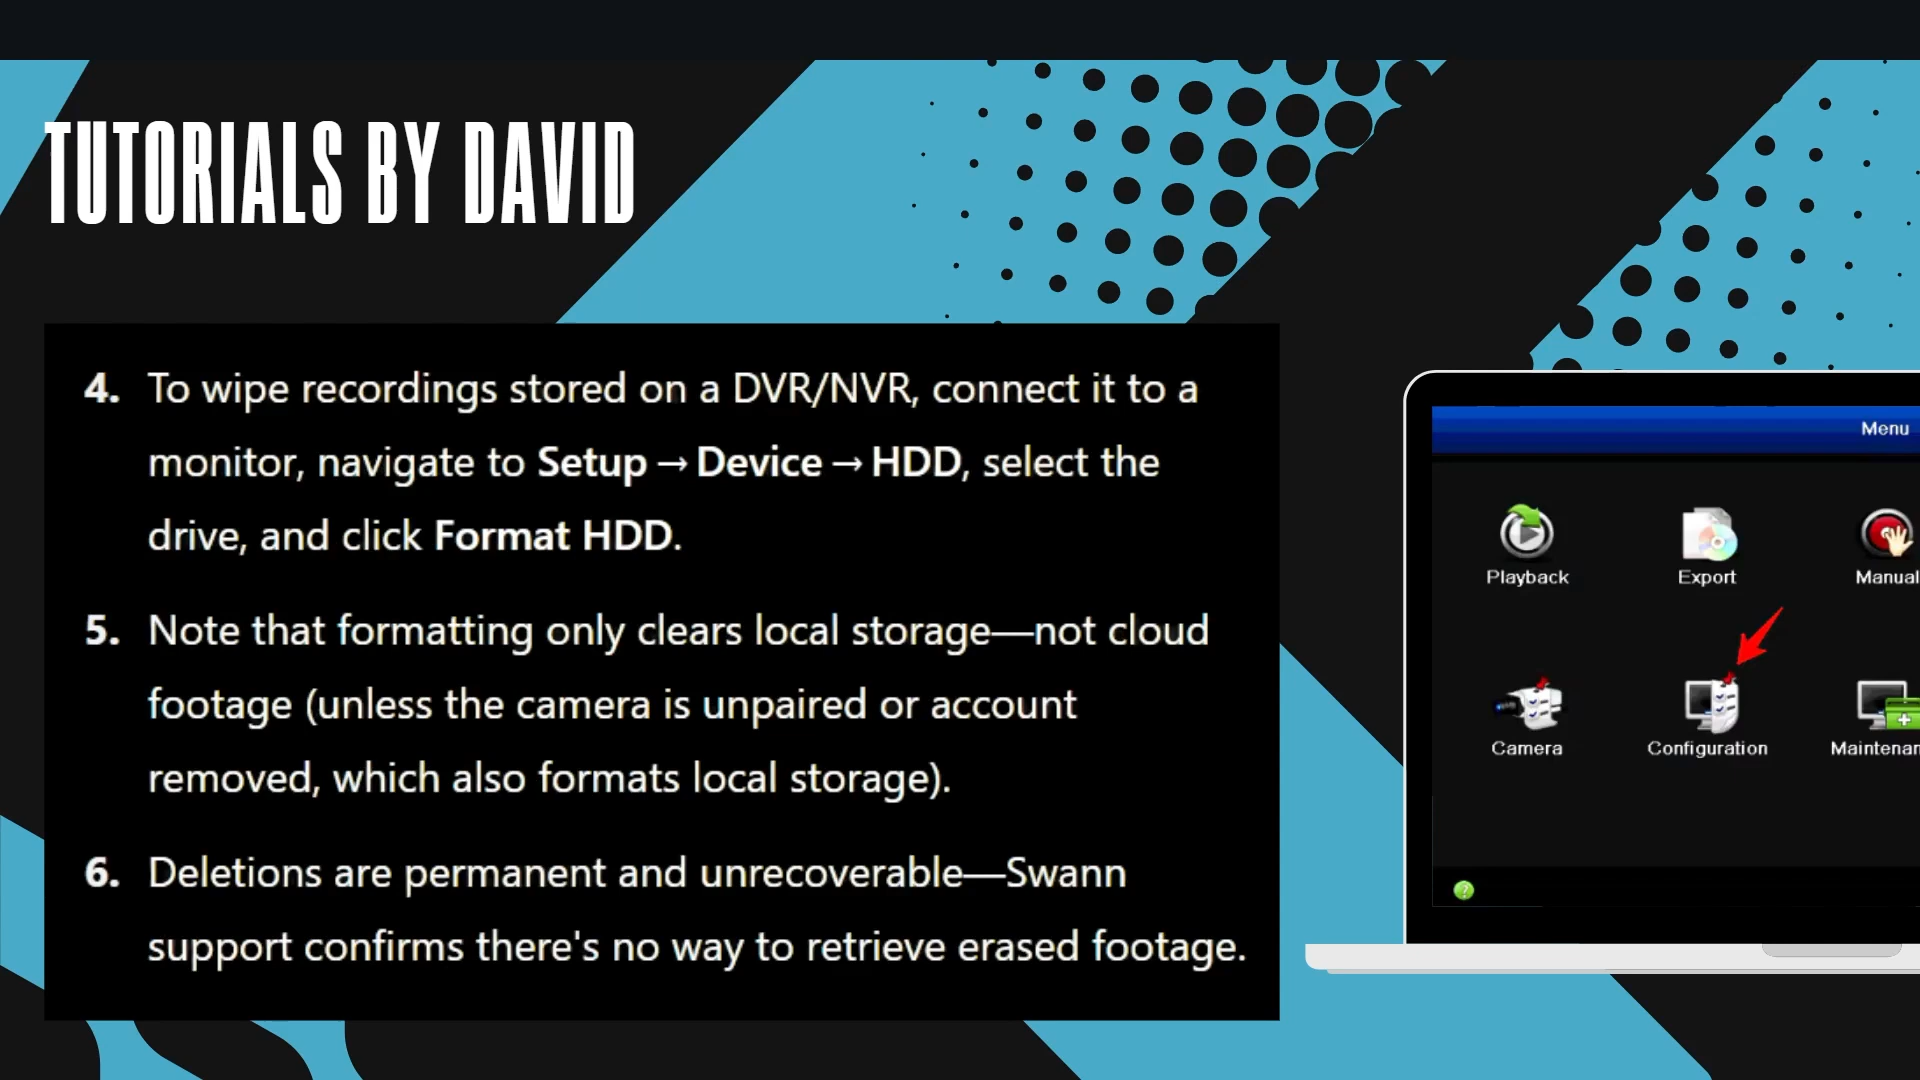 TUTORIALS BY DAVID
4. To wipe recordings stored on a DVR/NVR, connect it to a
monitor, navigate to Setup → Device → HDD, select the
drive, and click Format HDD.
5. Note that formatting only clears local storage—not cloud
footage (unless the camera is unpaired or account
removed, which also formats local storage).
6. Deletions are permanent and unrecoverable—Swann
support confirms there's no way to retrieve erased footage.
Menu
Playback
Export
Manual
Camera
Configuration
Maintenan